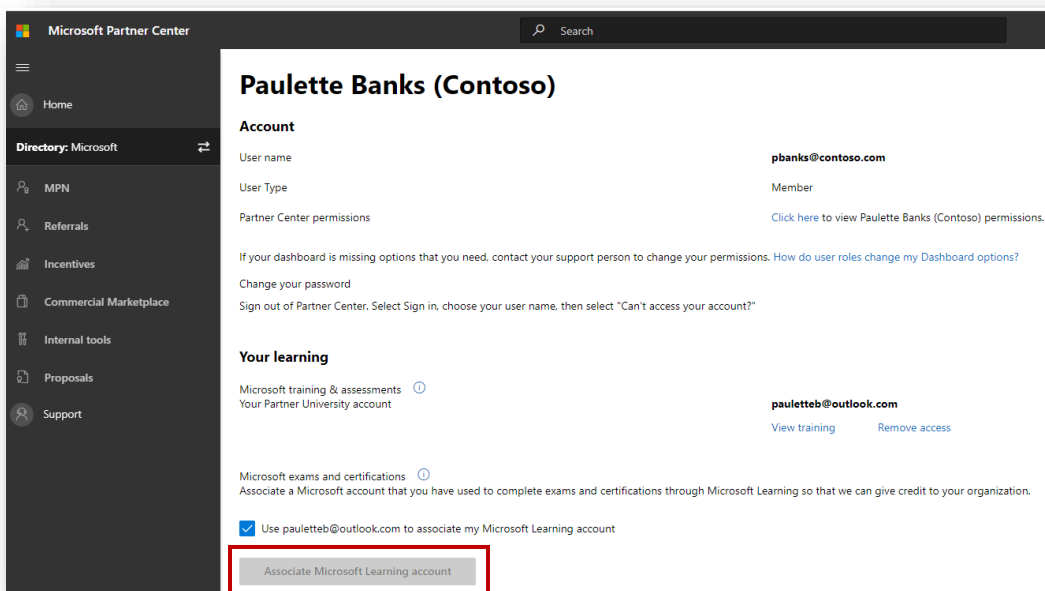 Microsoft Partner Center
Search
Home
Directory: Microsoft
MPN
Referrals
Incentives
Commercial Marketplace
Internal tools
Proposals
Support
Paulette Banks (Contoso)
Account
User name
pbanks@contoso.com
User Type
Member
Partner Center permissions
Click here to view Paulette Banks (Contoso) permissions.
If your dashboard is missing options that you need, contact your support person to change your permissions. How do user roles change my Dashboard options?
Change your password
Sign out of Partner Center. Select Sign in, choose your user name, then select "Can't access your account?"
Your learning
Microsoft training & assessments
Your Partner University account
pauletteb@outlook.com
View training Remove access
Microsoft exams and certifications
Associate a Microsoft account that you have used to complete exams and certifications through Microsoft Learning so that we can give credit to your organization.
Use pauletteb@outlook.com to associate my Microsoft Learning account
Associate Microsoft Learning account